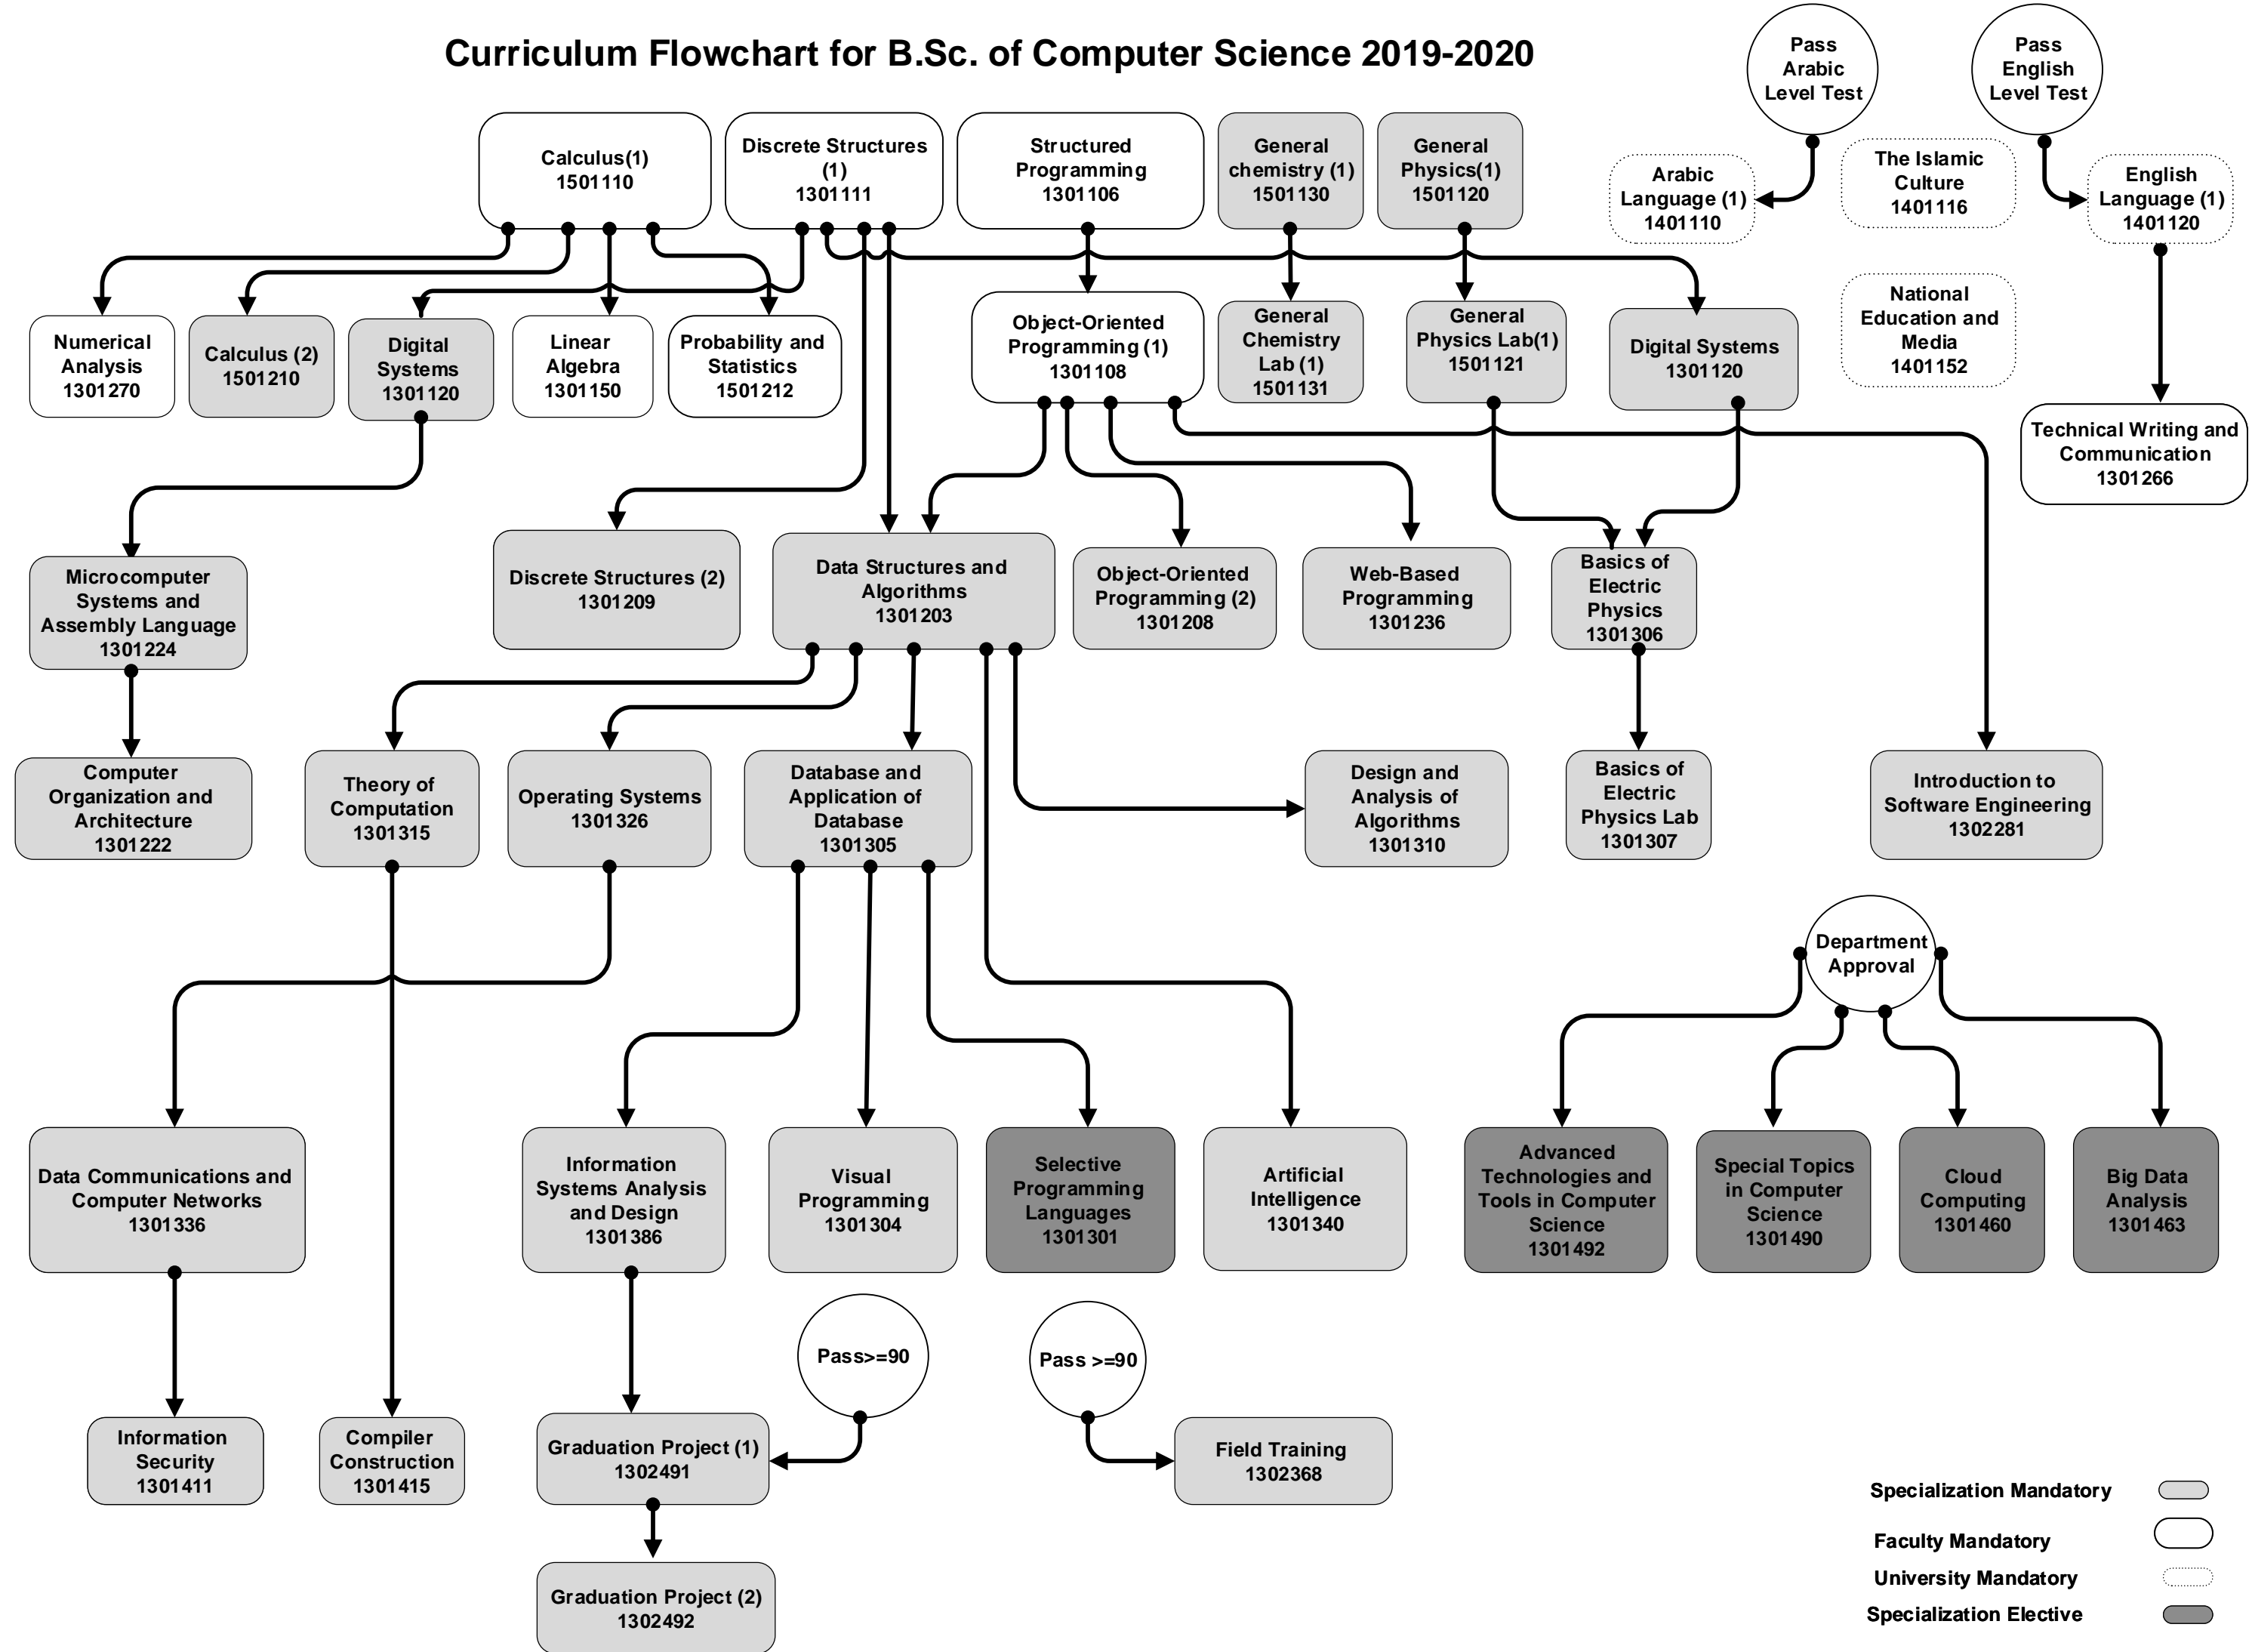 Curriculum Flowchart for B.Sc. of Computer Science 2019-2020
Pass
Arabic
Level Test
Pass
English
Level Test
Calculus(1)
1501110
Discrete Structures
(1)
1301111
Structured
Programming
1301106
General
chemistry (1)
1501130
General
Physics(1)
1501120
Arabic
Language (1)
1401110
The Islamic
Culture
1401116
English
Language (1)
1401120
National
Education and
Media
1401152
Numerical
Analysis
1301270
Calculus (2)
1501210
Digital
Systems
1301120
Linear
Algebra
1301150
Probability and
Statistics
1501212
Object-Oriented
Programming (1)
1301108
General
Chemistry
Lab (1)
1501131
General
Physics Lab(1)
1501121
Digital Systems
1301120
Technical Writing and
Communication
1301266
Microcomputer
Systems and
Assembly Language
1301224
Discrete Structures (2)
1301209
Data Structures and
Algorithms
1301203
Object-Oriented
Programming (2)
1301208
Web-Based
Programming
1301236
Basics of
Electric
Physics
1301306
Computer
Organization and
Architecture
1301222
Theory of
Computation
1301315
Operating Systems
1301326
Database and
Application of
Database
1301305
Design and
Analysis of
Algorithms
1301310
Basics of
Electric
Physics Lab
1301307
Introduction to
Software Engineering
1302281
Department
Approval
Data Communications and
Computer Networks
1301336
Information
Systems Analysis
and Design
1301386
Visual
Programming
1301304
Selective
Programming
Languages
1301301
Artificial
Intelligence
1301340
Advanced
Technologies and
Tools in Computer
Science
1301492
Special Topics
in Computer
Science
1301490
Cloud
Computing
1301460
Big Data
Analysis
1301463
Pass>=90
Pass >=90
Information
Security
1301411
Compiler
Construction
1301415
Graduation Project (1)
1302491
Field Training
1302368
Graduation Project (2)
1302492
Specialization Mandatory
Faculty Mandatory
University Mandatory
Specialization Elective